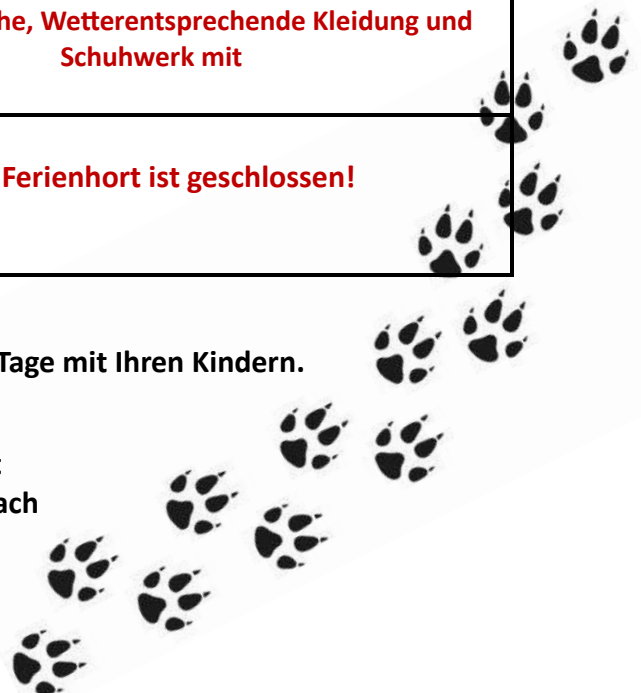 he, Wetterentsprechende Kleidung und
Schuhwerk mit
Ferienhort ist geschlossen!
Tage mit Ihren Kindern.
ach